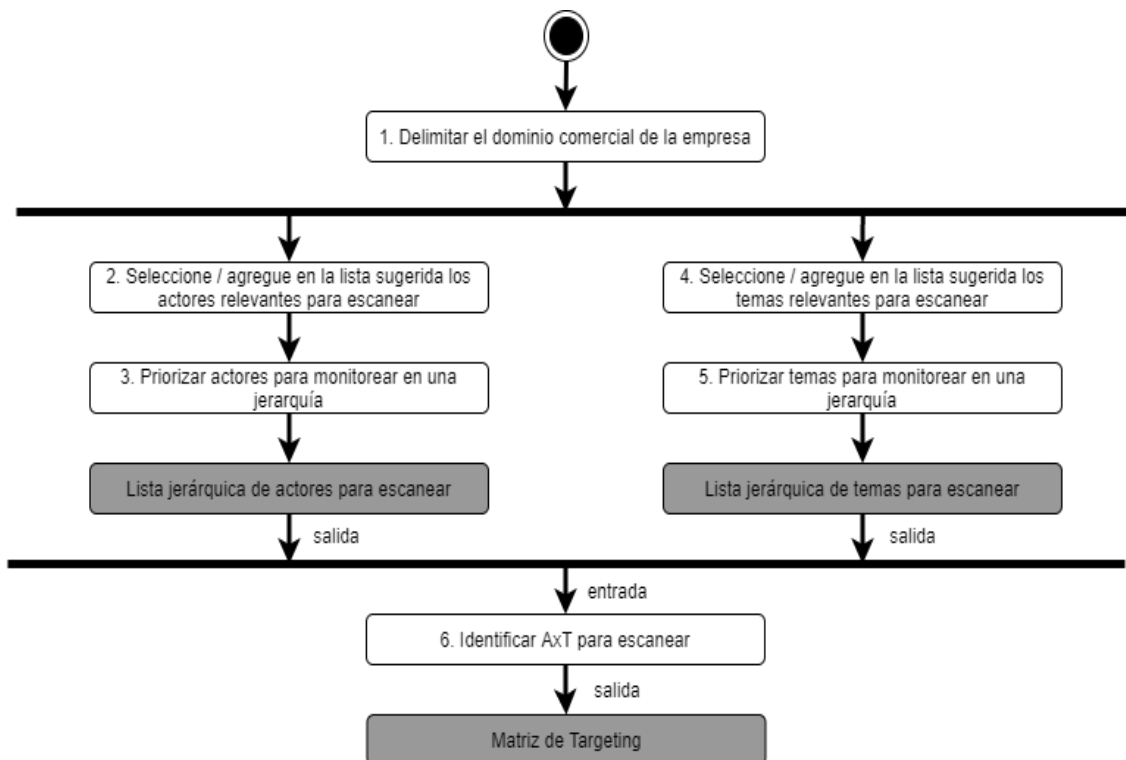 1. Delimitar el dominio comercial de la empresa
2. Seleccione / agregue en la lista sugerida los
actores relevantes para escanear
4. Seleccione / agregue en la lista sugerida los
temas relevantes para escanear
3. Priorizar actores para monitorear en una
jerarquía
5. Priorizar temas para monitorear en una
jerarquía
Lista jerárquica de actores para escanear
Lista jerárquica de temas para escanear
salida
salida
entrada
6. Identificar AxT para escanear
salida
Matriz de Targeting